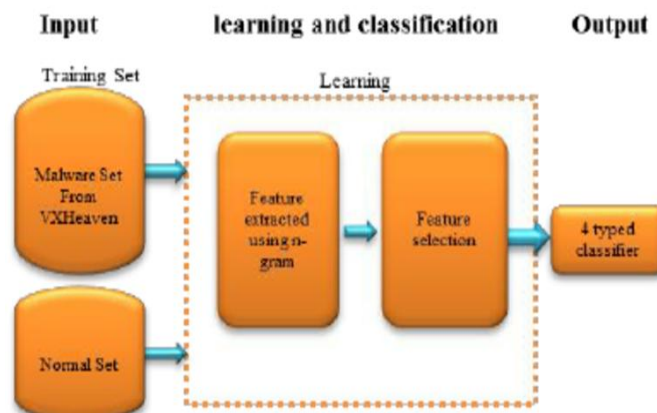 Input
learning and classification
Output
Training Set
Learning
Malware Set
From
VXHeaven
Feature
extracted
using n-
gram
Feature
selection
4 typed
classifier
Normal Set